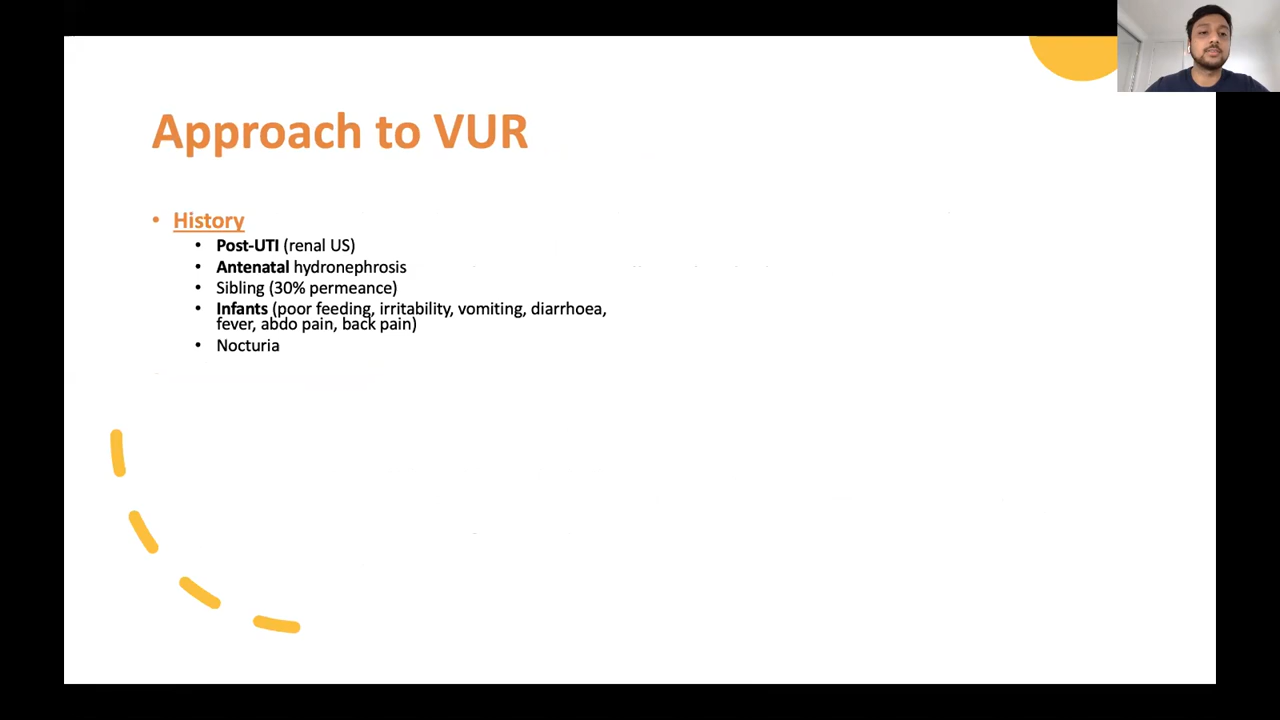 Approach to VUR
• History
• Post-UTI (renal US)
• Antenatal hydronephrosis
• Sibling (30% permeance)
• Infants (poor feeding, irritability, vomiting, diarrhoea,
fever, abdo pain, back pain)
• Nocturia